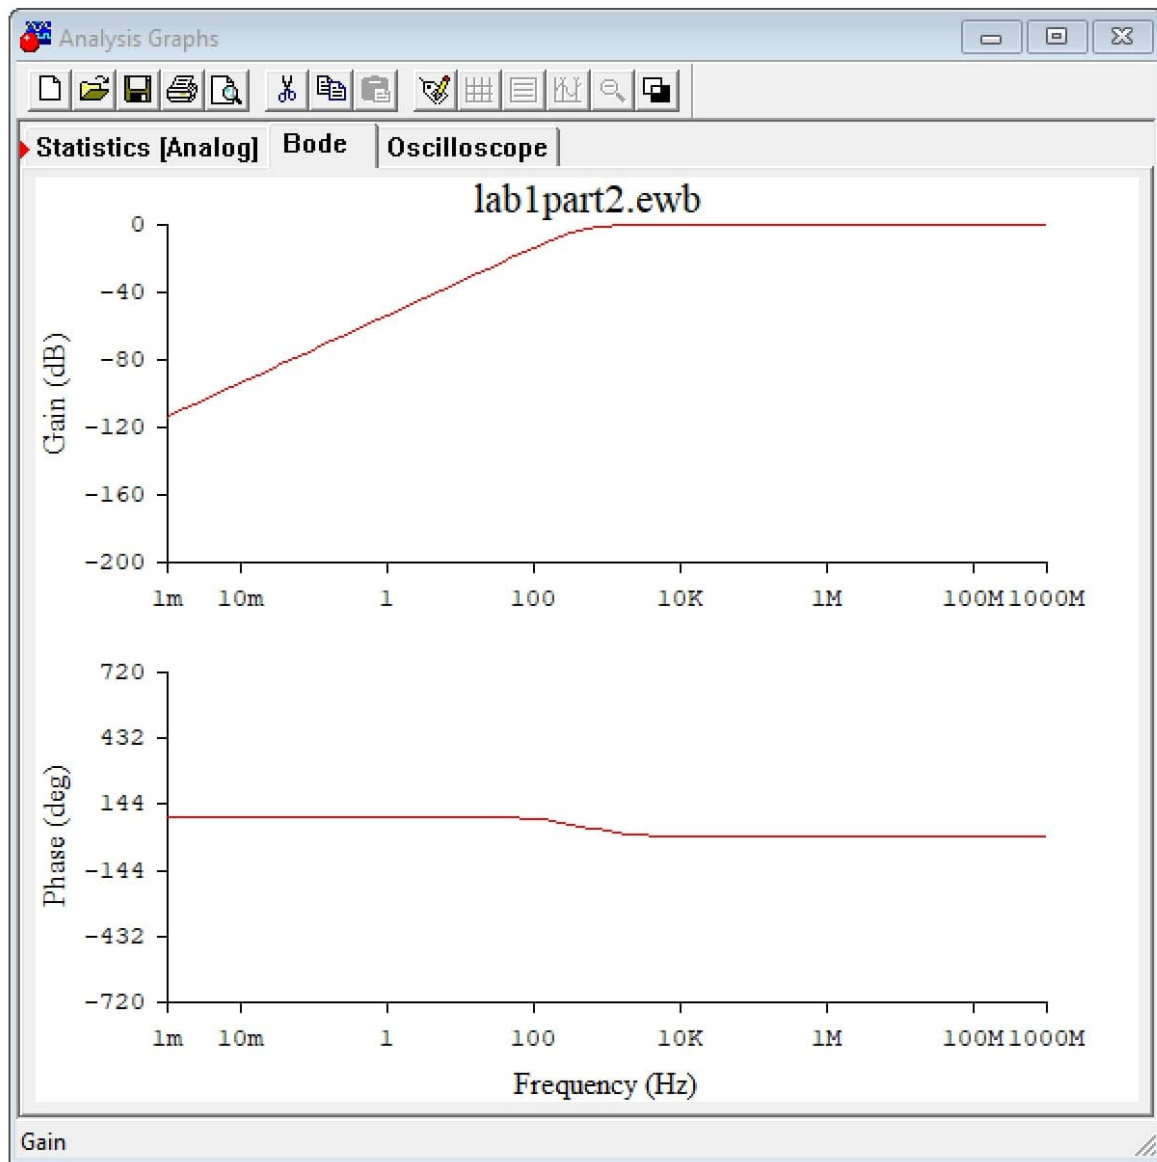 Analysis Graphs
Statistics [Analog] Bode Oscilloscope
lab1part2.ewb
0
-40
-80
-120
-160
-200
Gain (dB)
1m 10m 1 100 10K 1M 100M 1000M
720
432
144
-144
-432
-720
Phase (deg)
1m 10m 1 100 10K 1M 100M 1000M
Frequency (Hz)
Gain